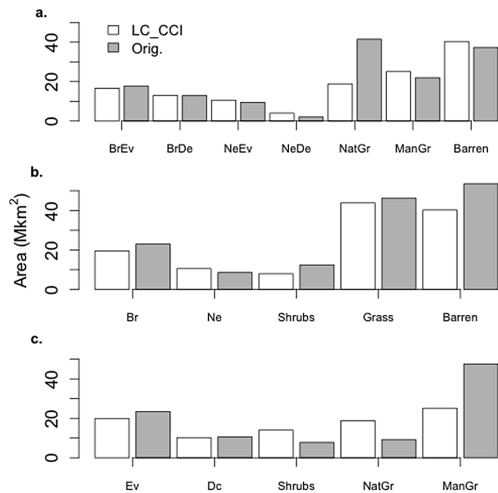 a.
LC_CCI
Orig.
0 20 40
BrEv BrDe NeEv NeDe NatGr ManGr Barren
b.
Area (Mkm²)
0 20 40
Br Ne Shrubs Grass Barren
c.
0 20 40
Ev Dc Shrubs NatGr ManGr